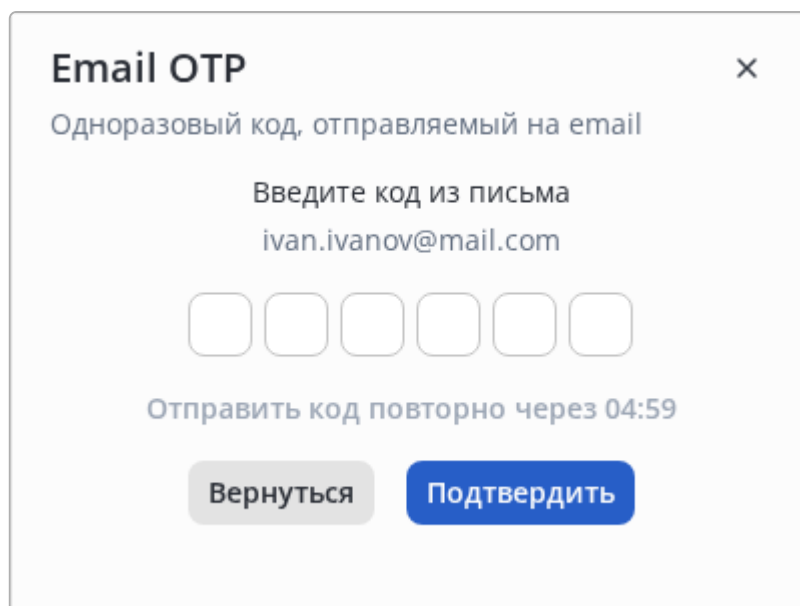 Email OTP
Одноразовый код, отправляемый на email
Введите код из письма
ivan.ivanov@mail.com
Отправить код повторно через 04:59
Вернуться
Подтвердить